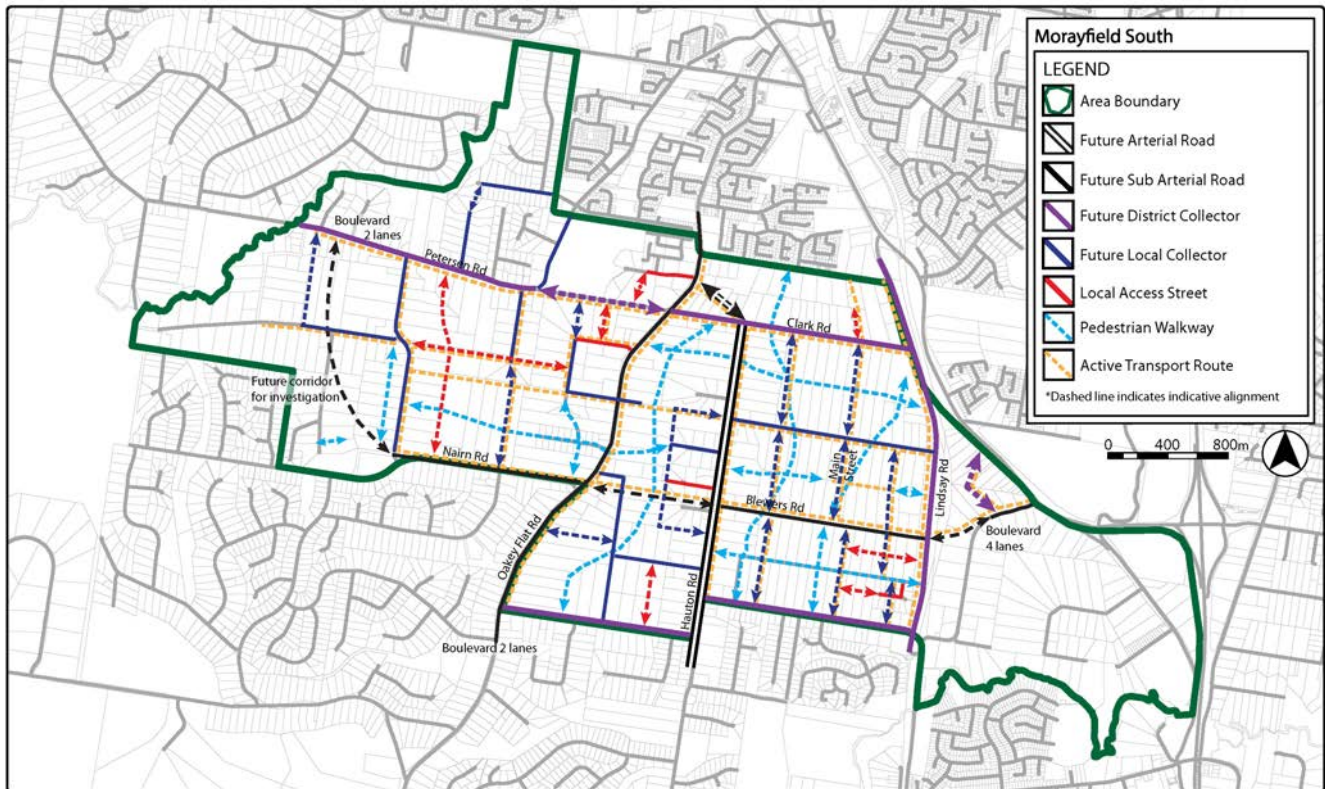 Morayfield South
LEGEND
Area Boundary
Future Arterial Road
Future Sub Arterial Road
Future District Collector
Future Local Collector
Local Access Street
Pedestrian Walkway
Active Transport Route
*Dashed line indicates indicative alignment
0 400 800m
Boulevard
2 lanes
Petersen Rd
Clark Rd
Future corridor
for investigation
Nairn Rd
Main
Street
Lindsay Rd
Blewers Rd
Oakey Flat Rd
Boulevard
4 lanes
Hauton Rd
Boulevard 2 lanes